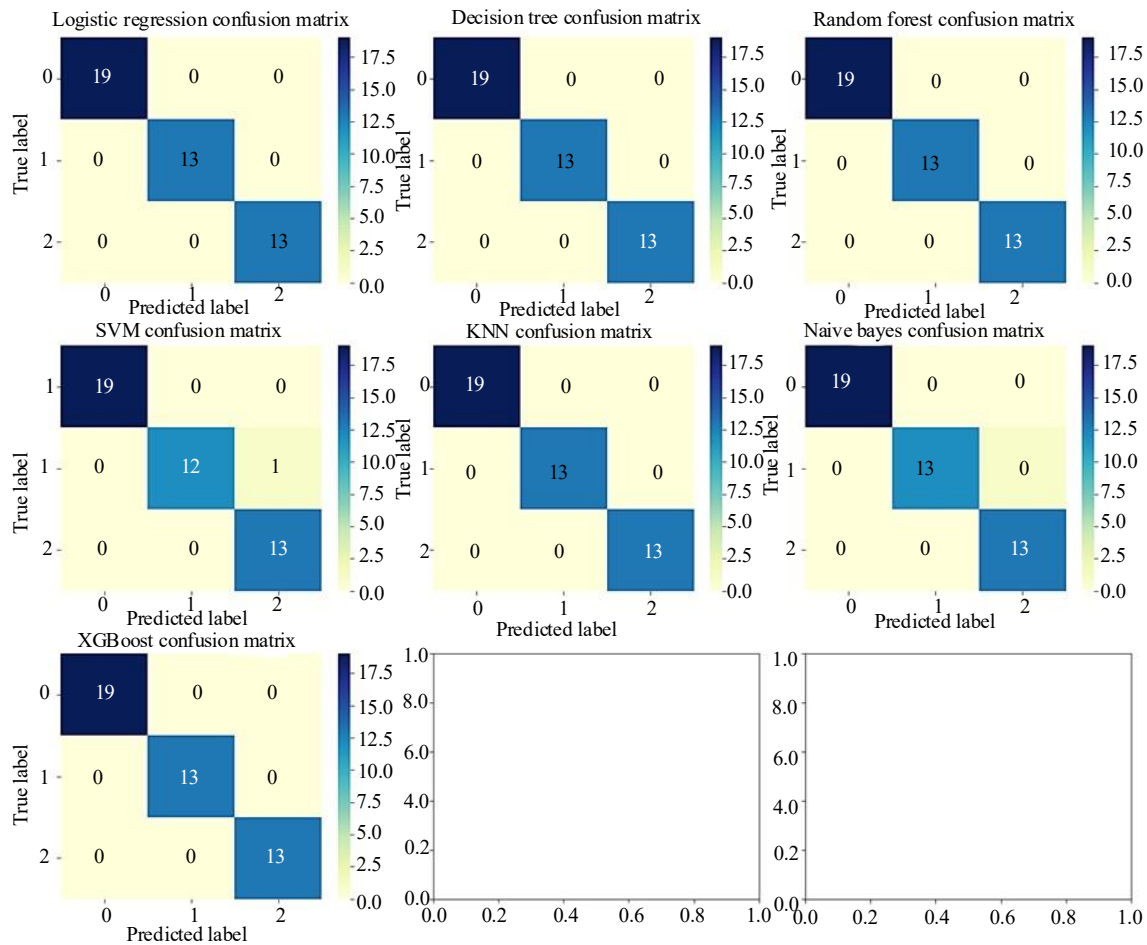 Logistic regression confusion matrix
0 19 0 0
1 0 13 0
2 0 0 13
True label
0 1 2
Predicted label
17.5
15.0
12.5
10.0
7.5
5.0
2.5
0.0
Decision tree confusion matrix
0 19 0 0
1 0 13 0
2 0 0 13
True label
0 1 2
17.5
15.0
12.5
10.0
7.5
5.0
2.5
0.0
Random forest confusion matrix
0 19 0 0
1 0 13 0
2 0 0 13
True label
0 1 2
Predicted label
17.5
15.0
12.5
10.0
7.5
5.0
2.5
0.0
SVM confusion matrix
1 19 0 0
1 0 12 1
2 0 0 13
True label
0 1 2
Predicted label
17.5
15.0
12.5
10.0
7.5
5.0
2.5
0.0
KNN confusion matrix
0 19 0 0
1 0 13 0
2 0 0 13
True label
0 1 2
Predicted label
17.5
15.0
12.5
10.0
7.5
5.0
2.5
0.0
Naive bayes confusion matrix
0 19 0 0
1 0 13 0
2 0 0 13
True label
0 1 2
Predicted label
17.5
15.0
12.5
10.0
7.5
5.0
2.5
0.0
XGBoost confusion matrix
0 19 0 0
1 0 13 0
2 0 0 13
True label
0 1 2
Predicted label
17.5
15.0
12.5
10.0
7.5
5.0
2.5
0.0
1.0
8.0
6.0
4.0
0.2
0.0
0.0 0.2 0.4 0.6 0.8 1.0
1.0
8.0
6.0
4.0
0.2
0.0
0.0 0.2 0.4 0.6 0.8 1.0